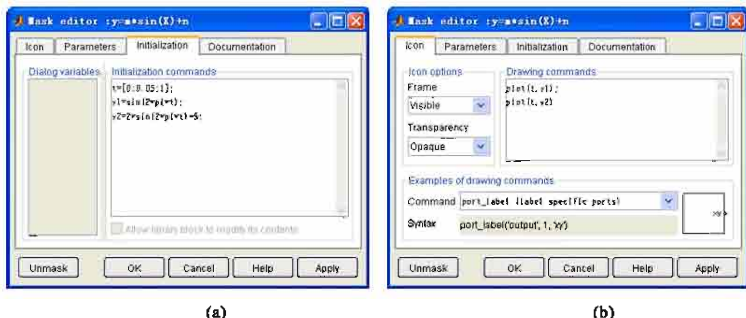 Mask editor :y=m*sin(X)+n
Icon Parameters Initialization Documentation
Dialog variables
Initialization commands
t=[0:0.05:1];
y1=sin(2*pi*t);
y2=2*sin(2*pi*t)+5;
Allow library block to modify its contents
Unmask OK Cancel Help Apply
(a)
Mask editor :y=m*sin(X)+n
Icon Parameters Initialization Documentation
Icon options
Frame
Visible
Transparency
Opaque
Drawing commands
plot(t,y1);
plot(t,y2)
Examples of drawing commands
Command port_label (label specific ports)
Syntax port_label('output', 1, 'xy')
xy
Unmask OK Cancel Help Apply
(b)